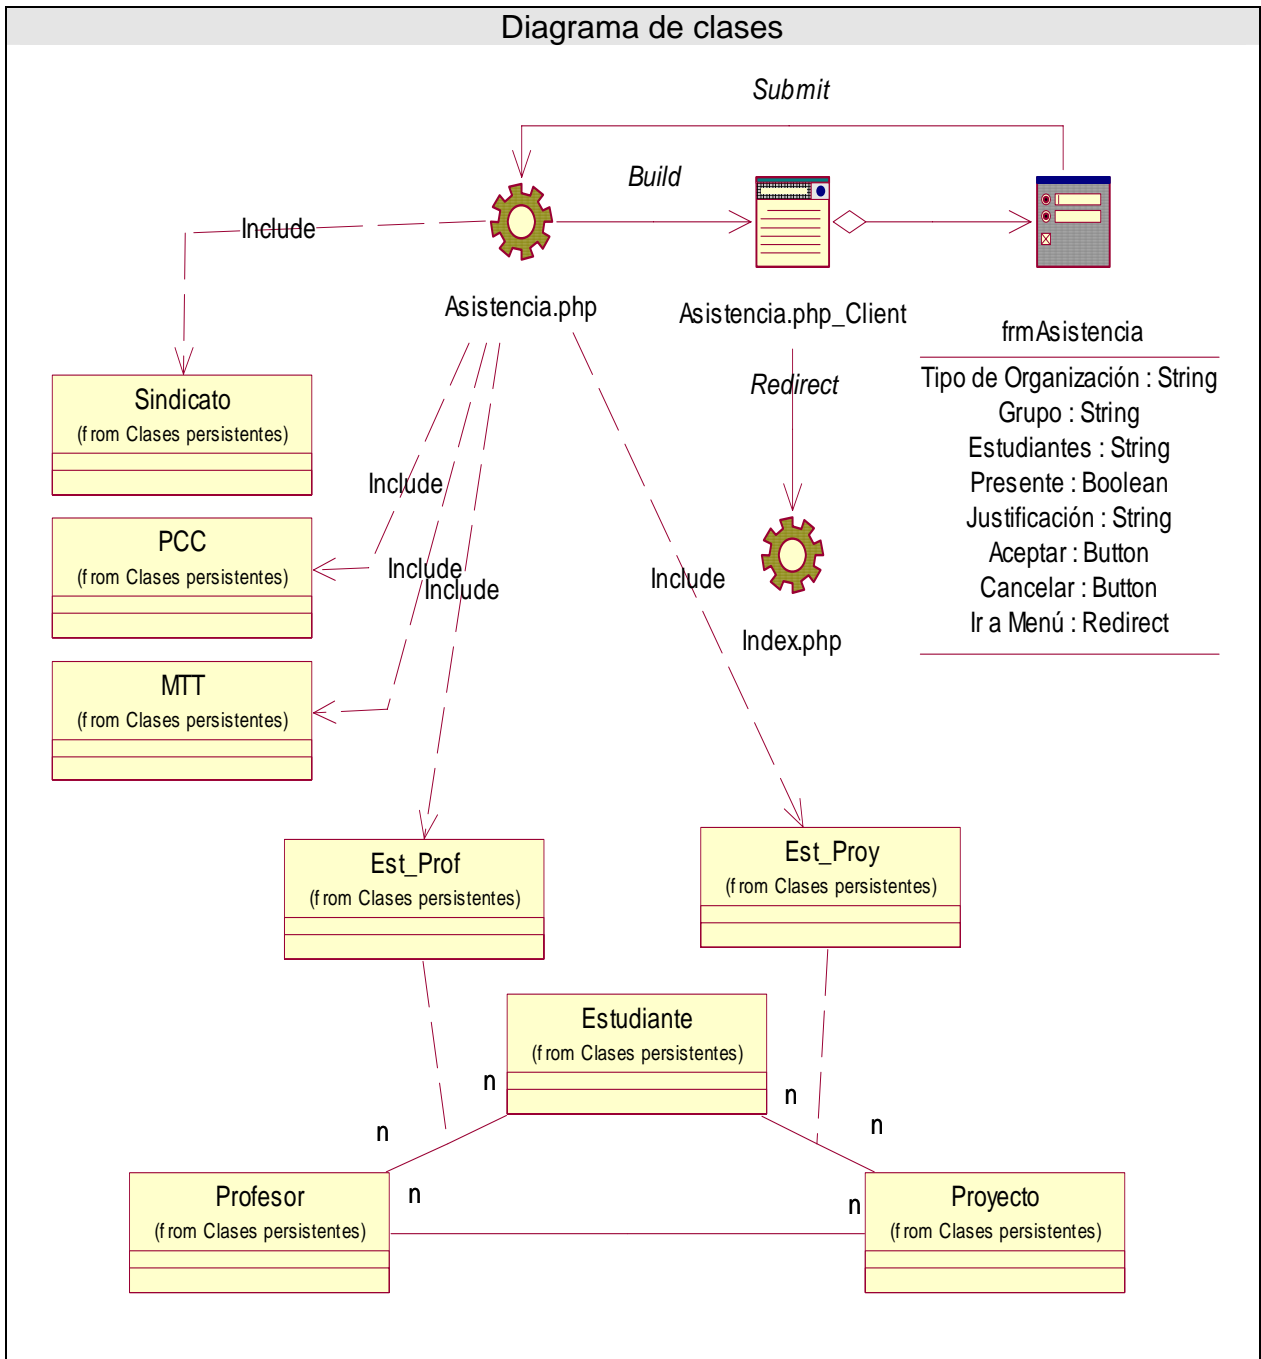 Diagrama de clases
Submit
Build
Include
Asistencia.php
Asistencia.php_Client
frmAsistencia
Tipo de Organización : String
Grupo : String
Estudiantes : String
Presente : Boolean
Justificación : String
Aceptar : Button
Cancelar : Button
Ir a Menú : Redirect
Redirect
Sindicato
(from Clases persistentes)
Include
PCC
(from Clases persistentes)
Include
Include
Include
Index.php
MTT
(from Clases persistentes)
Est_Prof
(from Clases persistentes)
Est_Proy
(from Clases persistentes)
Estudiante
(from Clases persistentes)
n
n
n
n
Profesor
(from Clases persistentes)
n
n
Proyecto
(from Clases persistentes)